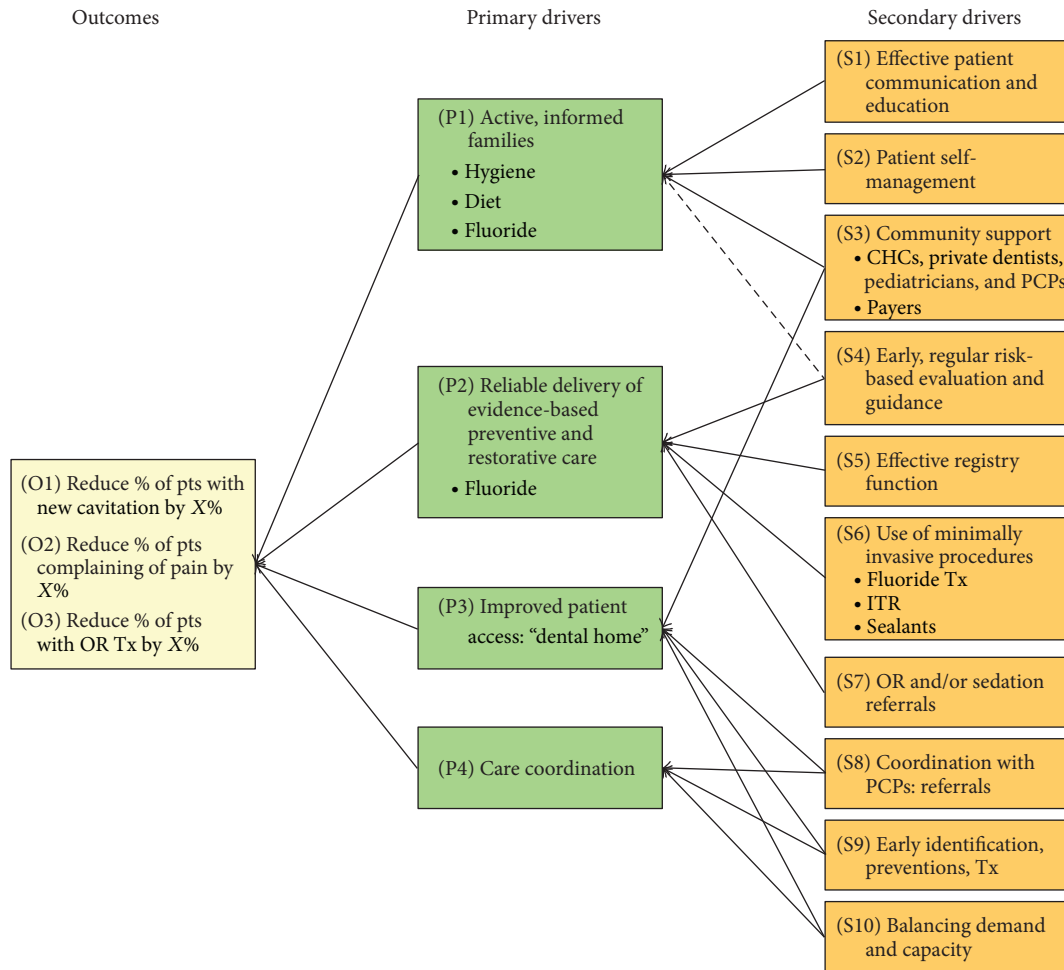 Outcomes
Primary drivers
Secondary drivers
(O1) Reduce % of pts with
new cavitation by X%
(O2) Reduce % of pts
complaining of pain by
X%
(O3) Reduce % of pts
with OR Tx by X%
(P1) Active, informed
families
• Hygiene
• Diet
• Fluoride
(P2) Reliable delivery of
evidence-based
preventive and
restorative care
• Fluoride
(P3) Improved patient
access: “dental home”
(P4) Care coordination
(S1) Effective patient
communication and
education
(S2) Patient self-
management
(S3) Community support
• CHCs, private dentists,
pediatricians, and PCPs
• Payers
(S4) Early, regular risk-
based evaluation and
guidance
(S5) Effective registry
function
(S6) Use of minimally
invasive procedures
• Fluoride Tx
• ITR
• Sealants
(S7) OR and/or sedation
referrals
(S8) Coordination with
PCPs: referrals
(S9) Early identification,
preventions, Tx
(S10) Balancing demand
and capacity